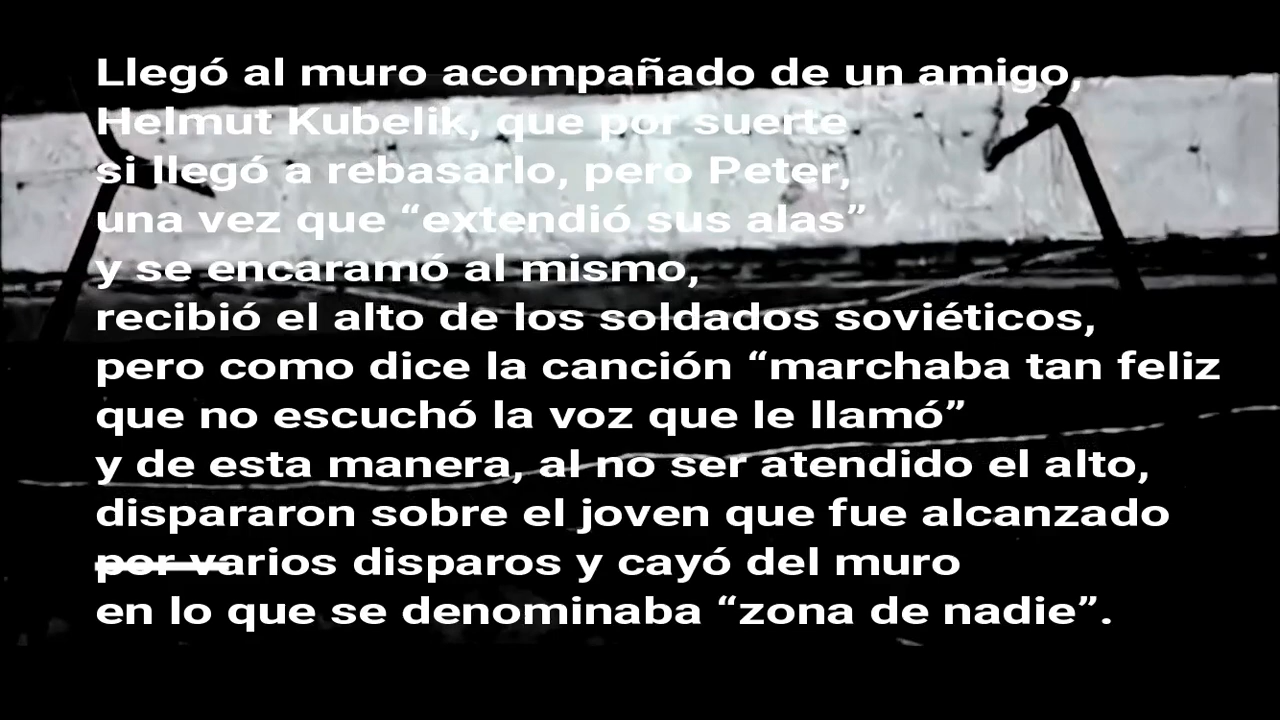 Llegó al muro acompañado de un amigo,
Helmut Kubelik, que por suerte
si llegó a rebasarlo, pero Peter,
una vez que “extendió sus alas”
y se encaramó al mismo,
recibió el alto de los soldados soviéticos,
pero como dice la canción “marchaba tan feliz
que no escuchó la voz que le llamó”
y de esta manera, al no ser atendido el alto,
dispararon sobre el joven que fue alcanzado
por varios disparos y cayó del muro
en lo que se denominaba “zona de nadie”.